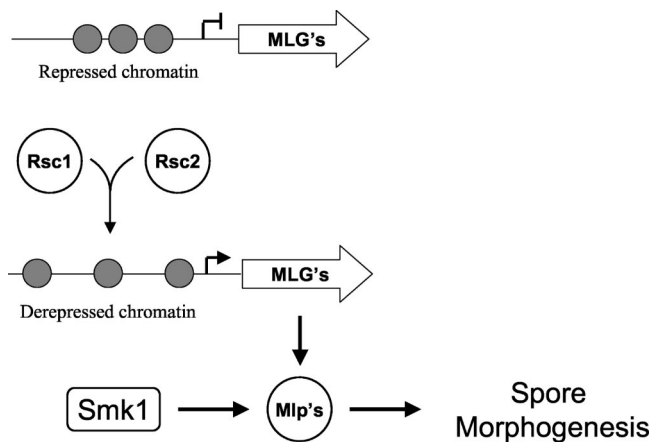 MLG's
Repressed chromatin
Rsc1
Rsc2
MLG's
Derepressed chromatin
Smk1
Mlp's
Spore
Morphogenesis